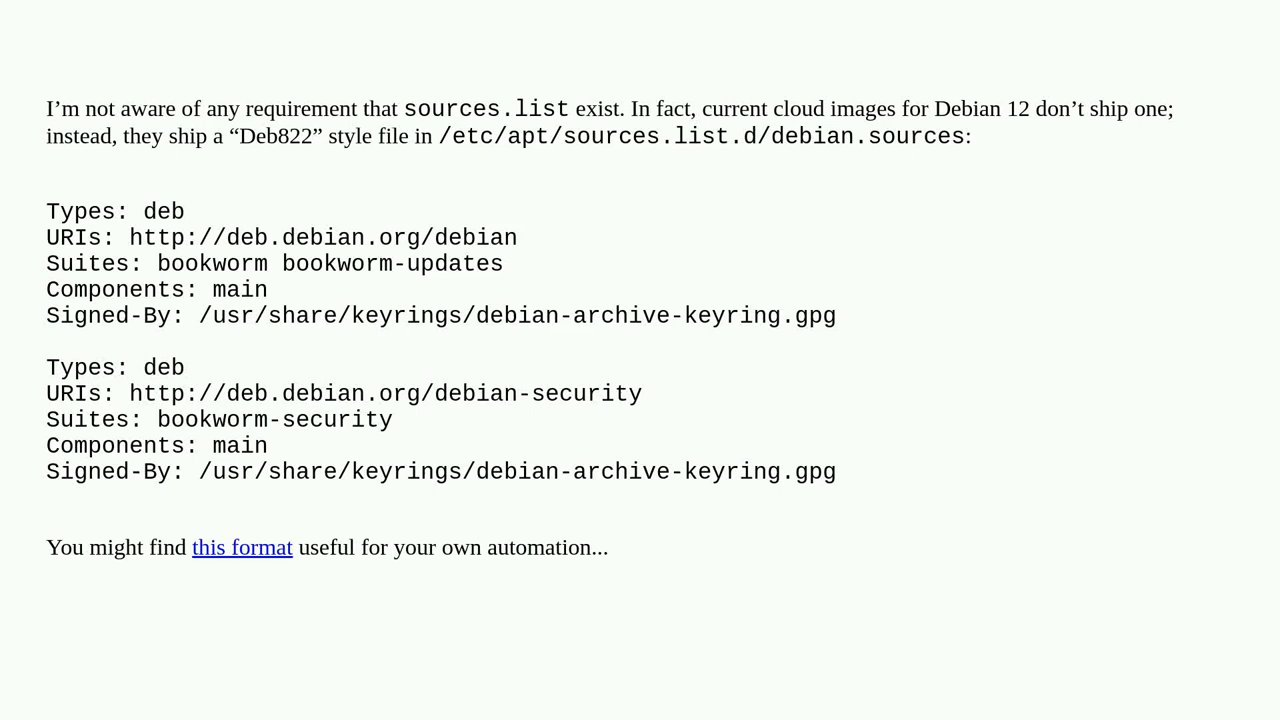 I’m not aware of any requirement that sources.list exist. In fact, current cloud images for Debian 12 don’t ship one;
instead, they ship a “Deb822” style file in /etc/apt/sources.list.d/debian.sources:
Types: deb
URIs: http://deb.debian.org/debian
Suites: bookworm bookworm-updates
Components: main
Signed-By: /usr/share/keyrings/debian-archive-keyring.gpg
Types: deb
URIs: http://deb.debian.org/debian-security
Suites: bookworm-security
Components: main
Signed-By: /usr/share/keyrings/debian-archive-keyring.gpg
You might find this format useful for your own automation...